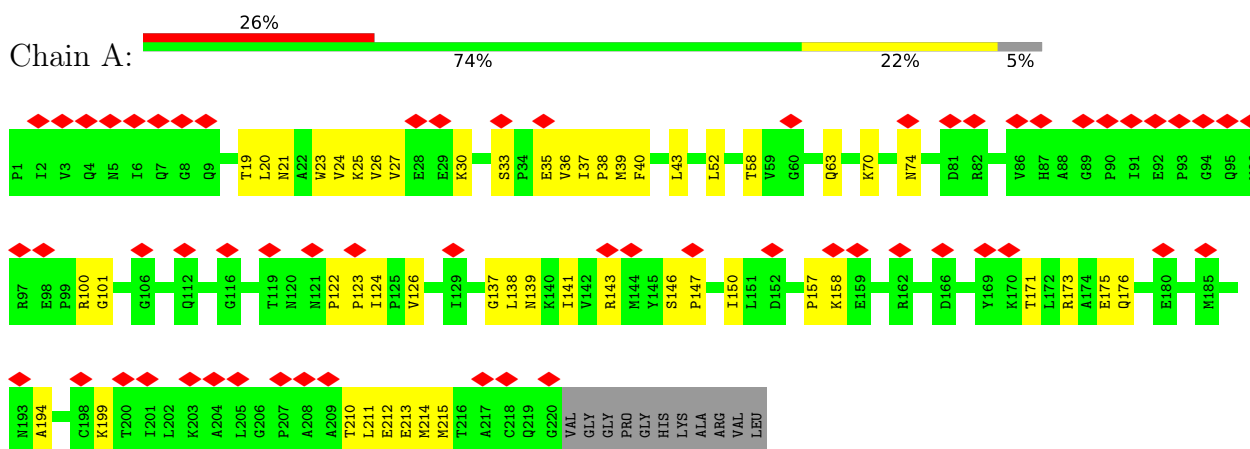 26%
Chain A:
74% 22% 5%
P1 I2 V3 Q4 N5 I6 Q7 G8 Q9 T19 L20 N21 A22 W23 V24 K25 V26 V27 E28 E29 K30 S33 P34 E35 V36 I37 P38 M39 F40 L43 L52 T58 V59 G60 Q63 K70 N74 D81 R82 V86 H87 A88 G89 P90 I91 E92 P93 G94 Q95
R97 E98 P99 R100 G101 G106 Q112 G116 T119 N120 N121 P122 P123 I124 P125 V126 I129 G137 L138 N139 K140 I141 V142 R143 M144 Y145 S146 P147 I150 L151 D152 P157 K158 E159 R162 D166 Y169 K170 T171 L172 R173 A174 E175 Q176 E180 M185
N193 A194 C198 K199 T200 I201 L202 K203 A204 L205 G206 P207 A208 A209 T210 L211 E212 E213 M214 M215 T216 A217 C218 Q219 G220 VAL GLY GLY PRO GLY HIS LYS ALA ARG VAL LEU